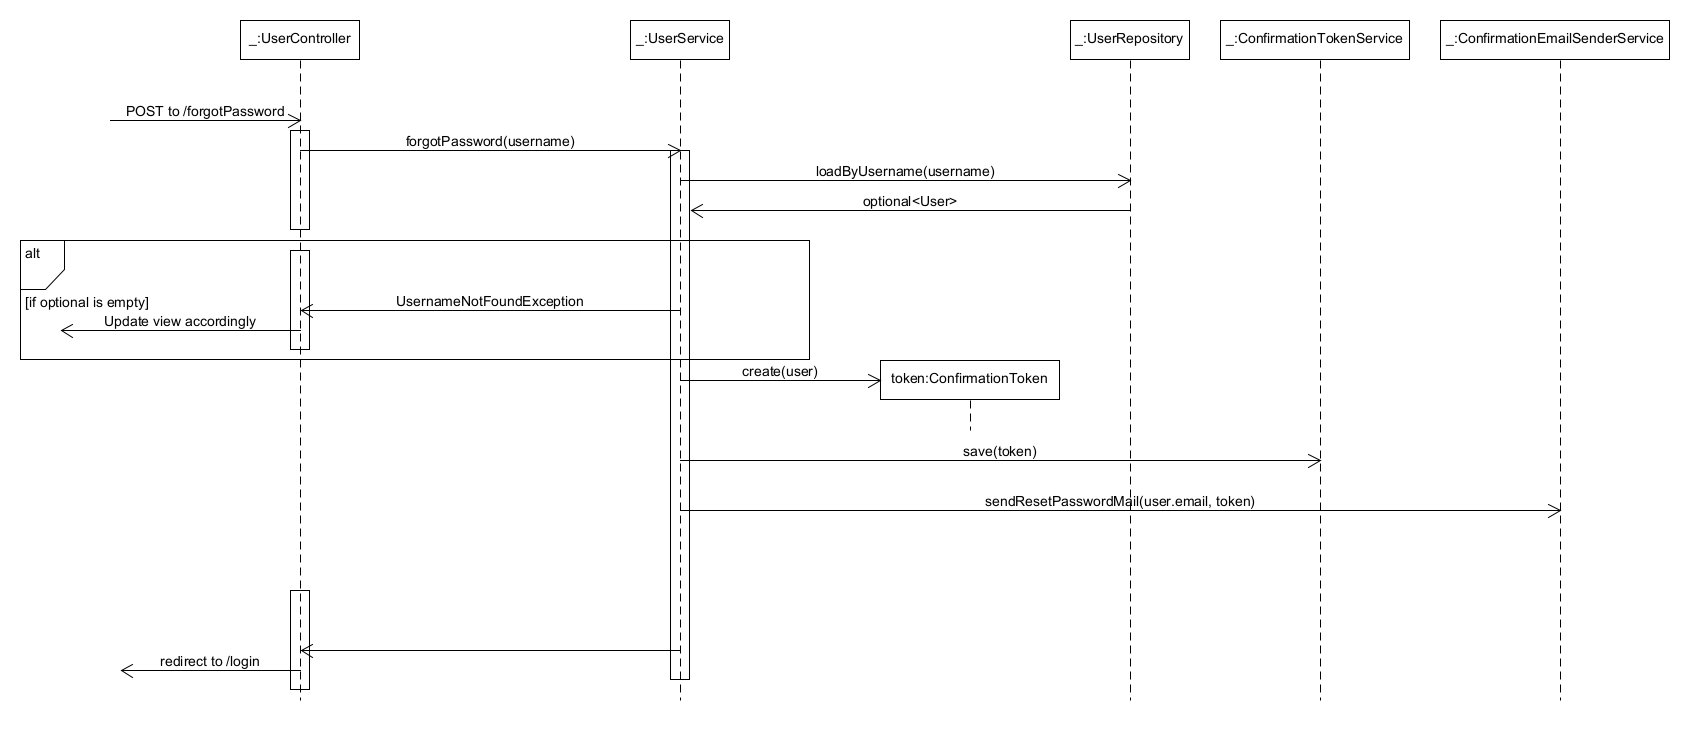 _:UserController
_:UserService
_:UserRepository
_:ConfirmationTokenService
_:ConfirmationEmailSenderService
POST to /forgotPassword
forgotPassword(username)
loadByUsername(username)
optional<User>
alt
[if optional is empty]
UsernameNotFoundException
Update view accordingly
create(user)
token:ConfirmationToken
save(token)
sendResetPasswordMail(user.email, token)
redirect to /login